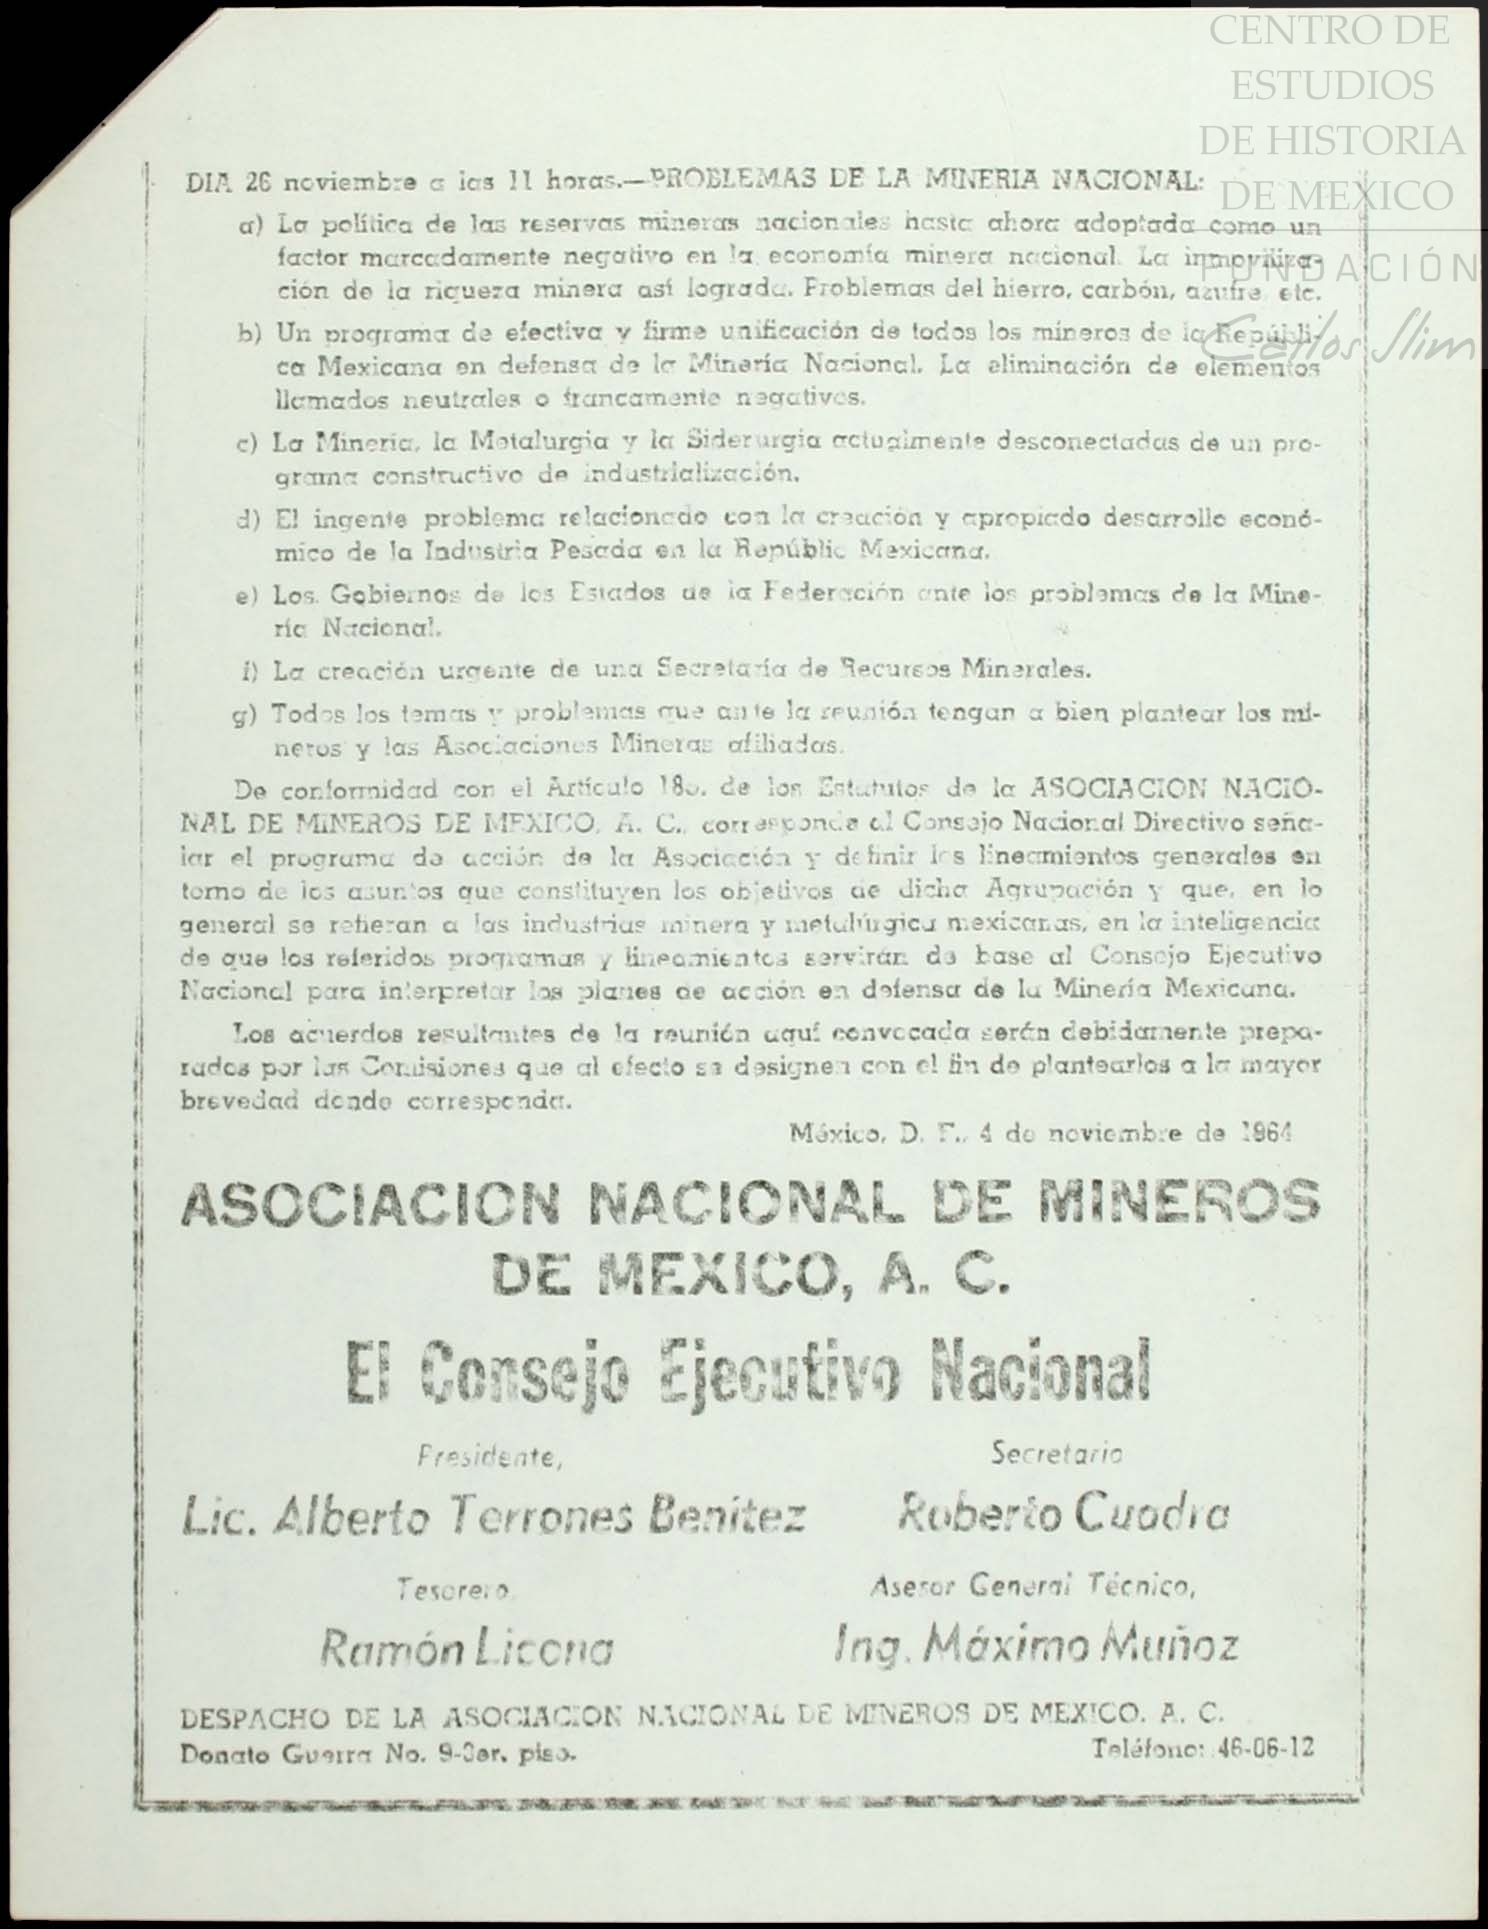 CENTRO DE
ESTUDIOS
DE HISTORIA
DE MEXICO
FUNDACIÓN
Carlos Slim
DIA 26 noviembre a las 11 horas.—PROBLEMAS DE LA MINERIA NACIONAL:
a) La política de las reservas mineras nacionales hasta ahora adoptada como un
factor marcadamente negativo en la economía minera nacional. La inmoviliza-
ción de la riqueza minera así lograda. Problemas del hierro, carbón, azufre, etc.
b) Un programa de efectiva y firme unificación de todos los mineros de la Repúbli-
ca Mexicana en defensa de la Minería Nacional. La eliminación de elementos
llamados neutrales o francamente negativos.
c) La Minería, la Metalurgia y la Siderurgia actualmente desconectadas de un pro-
grama constructivo de industrialización.
d) El ingente problema relacionado con la creación y apropiado desarrollo econó-
mico de la Industria Pesada en la Repúblic Mexicana.
e) Los Gobiernos de los Estados de la Federación ante los problemas de la Mine-
ría Nacional.
f) La creación urgente de una Secretaría de Recursos Minerales.
g) Todos los temas y problemas que ante la reunión tengan a bien plantear los mi-
neros y las Asociaciones Mineras afiliadas.
De conformidad con el Artículo de los Estatutos de la ASOCIACION NACIO-
NAL DE MINEROS DE MEXICO, A. C., corresponde al Consejo Nacional Directivo seña-
lar el programa de acción de la Asociación y definir los lineamientos generales en
torno de los asuntos que constituyen los objetivos de dicha Agrupación y que, en lo
general se refieran a las industrias minera y metalúrgica mexicanas, en la inteligencia
de que los referidos programas y lineamientos servirán de base al Consejo Ejecutivo
Nacional para interpretar los planes de acción en defensa de la Minería Mexicana.
Los acuerdos resultantes de la reunión aquí convocada serán debidamente prepa-
rados por las Comisiones que al efecto se designen con el fin de plantearlos a la mayor
brevedad donde corresponda.
México, D. F., 4 de noviembre de 1964
ASOCIACION NACIONAL DE MINEROS
DE MEXICO, A. C.
El Consejo Ejecutivo Nacional
Presidente,
Secretario
Lic. Alberto Terrones Benítez
Roberto Cuadra
Tesorero
Asesor General Técnico,
Ramón Licona
Ing. Máximo Muñoz
DESPACHO DE LA ASOCIACION NACIONAL DE MINEROS DE MEXICO. A. C.
Donato Guerra No. 9-3er. piso.
Teléfono: 46-06-12